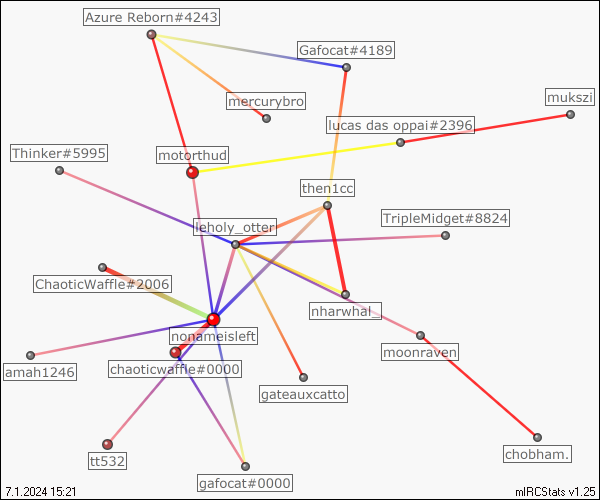 Azure Reborn#4243
Gafocat#4189
mukszi
mercurybro
lucas das oppai#2396
Thinker#5995
motorthud
then1cc
TripleMidget#8824
leholy_otter
ChaoticWaffle#2006
nharwhal_
nonameisleft
moonraven
amah1246
chaoticwaffle#0000
gateauxcatto
chobham.
tt532
gafocat#0000
7.1.2024 15:21
mIRCStats v1.25